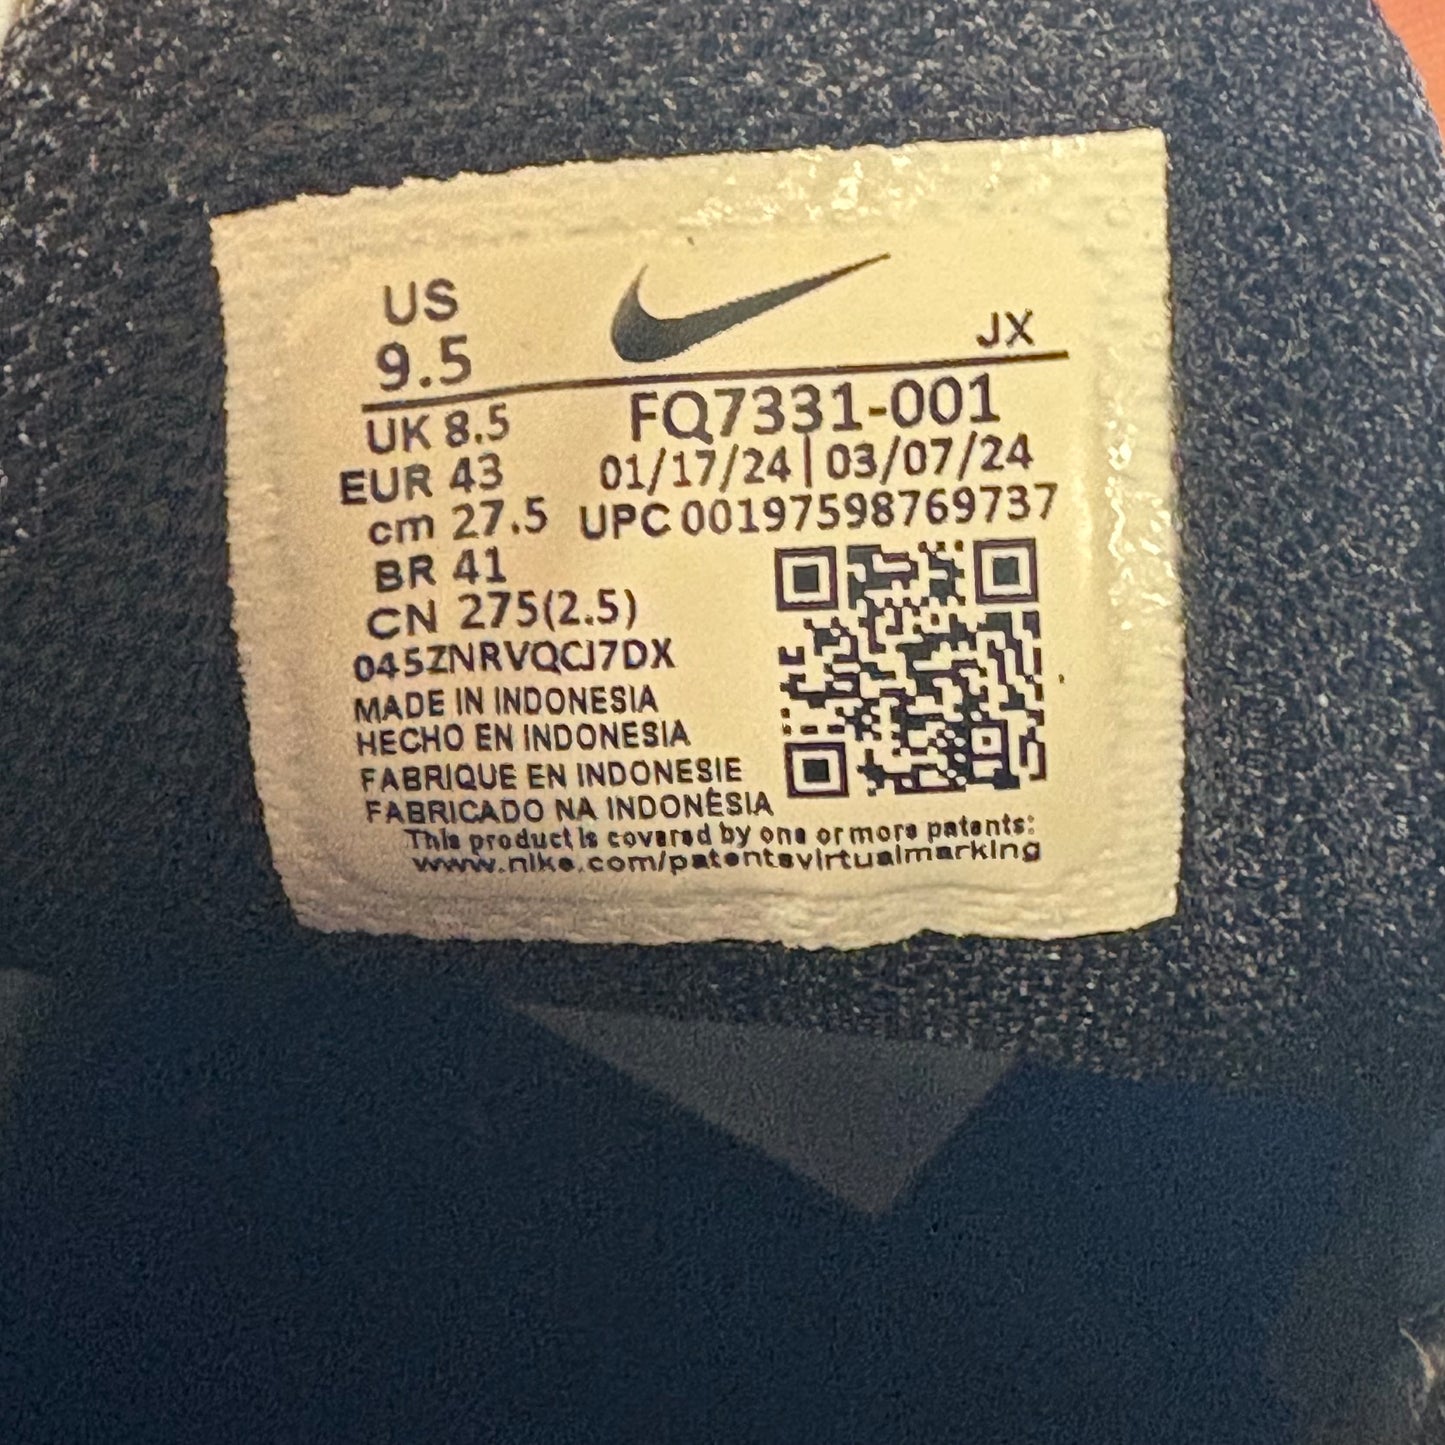 US
9.5
JX
UK 8.5
EUR 43
cm 27.5
BR 41
CN 275(2.5)
FQ7331-001
01/17/24|03/07/24
UPC 00197598769737
045ZNRVQCJ7DX
MADE IN INDONESIA
HECHO EN INDONESIA
FABRIQUE EN INDONESIE
FABRICADO NA INDONÉSIA
This product is covered by one or more patents:
www.nike.com/patentsvirtualmarking